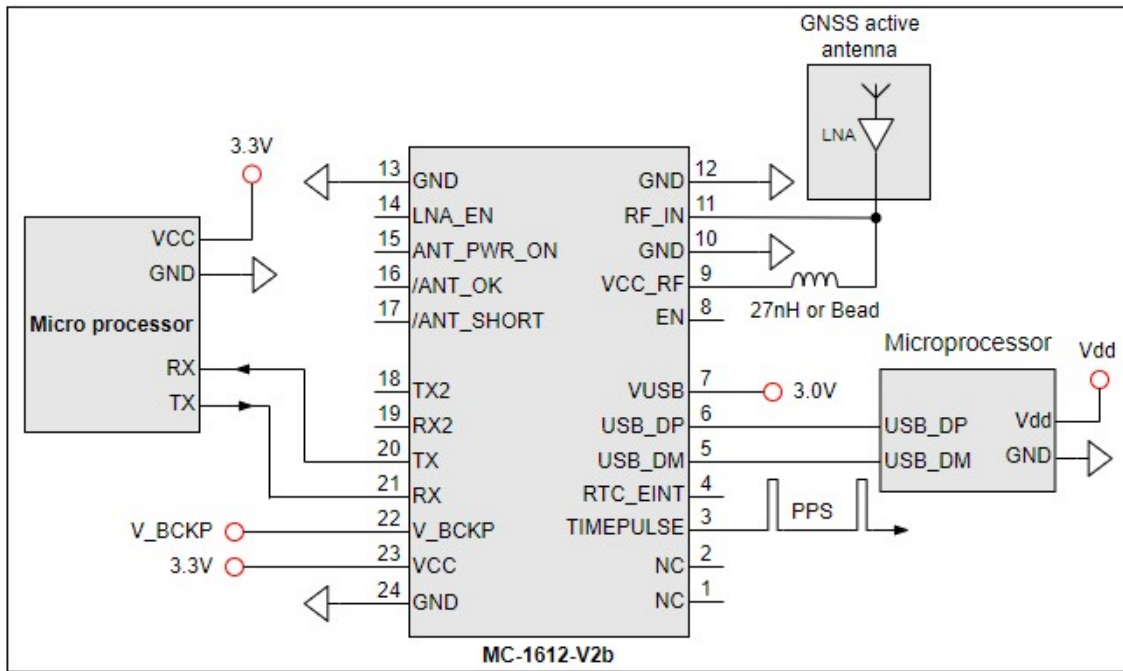 GNSS active
antenna
LNA
3.3V
VCC
GND
Micro processor
RX
TX
13 GND
14 LNA_EN
15 ANT_PWR_ON
16 /ANT_OK
17 /ANT_SHORT
18 TX2
19 RX2
20 TX
21 RX
V_BCKP 22 V_BCKP
3.3V 23 VCC
24 GND
GND 12
RF_IN 11
GND 10
VCC_RF 9
27nH or Bead
EN 8
VUSB 7 3.0V
USB_DP 6
USB_DM 5
RTC_EINT 4
TIMEPULSE 3 PPS
NC 2
NC 1
Microprocessor
Vdd
Vdd
USB_DP
USB_DM
GND
MC-1612-V2b